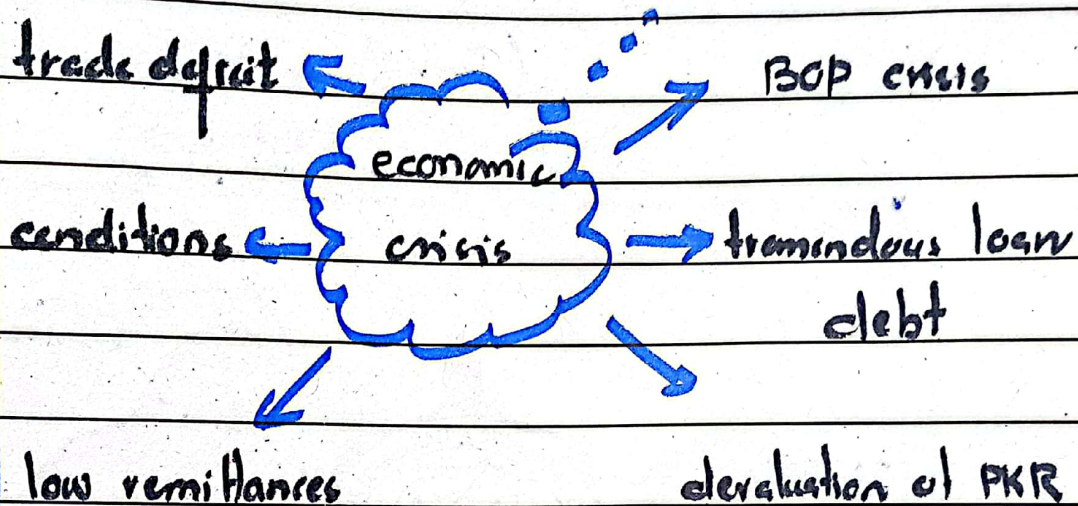 trade deficit
BOP crisis
economic
crisis
conditions
tremendous loan
debt
low remittances
devaluation of PKR